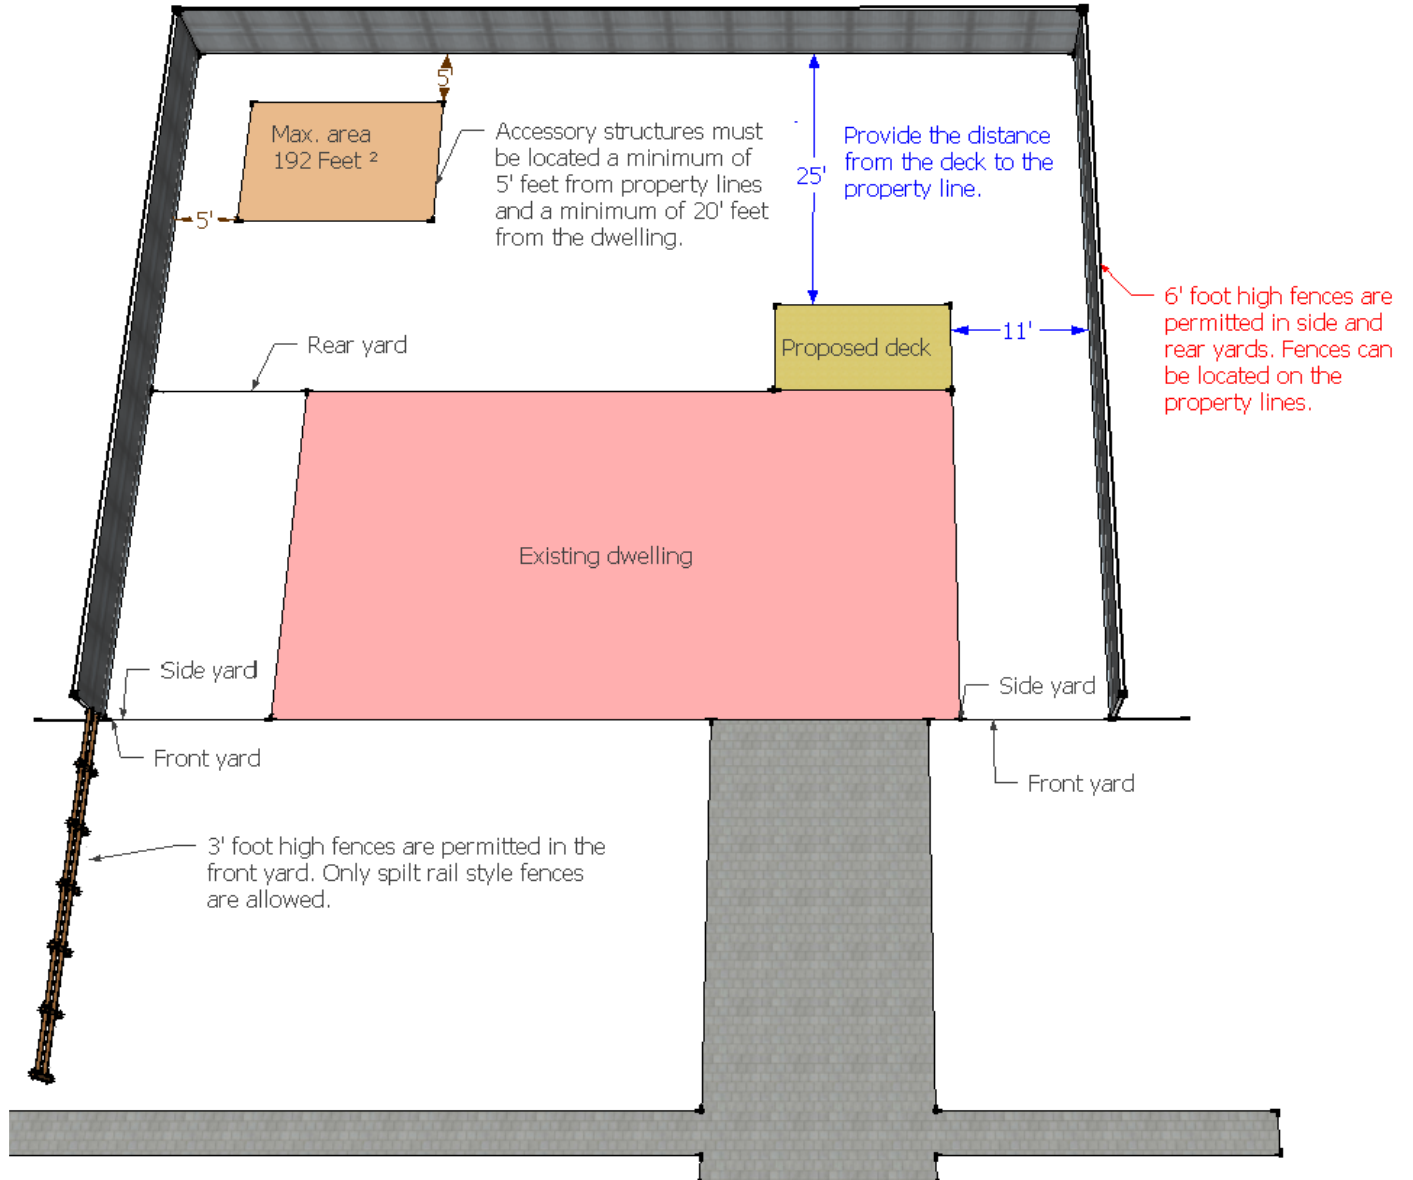 5'
Max. area
192 Feet ²
5'
Accessory structures must
be located a minimum of
5' feet from property lines
and a minimum of 20' feet
from the dwelling.
25'
Provide the distance
from the deck to the
property line.
6' foot high fences are
permitted in side and
rear yards. Fences can
be located on the
property lines.
11'
Rear yard
Proposed deck
Existing dwelling
Side yard
Side yard
Front yard
Front yard
3' foot high fences are permitted in the
front yard. Only spilt rail style fences
are allowed.